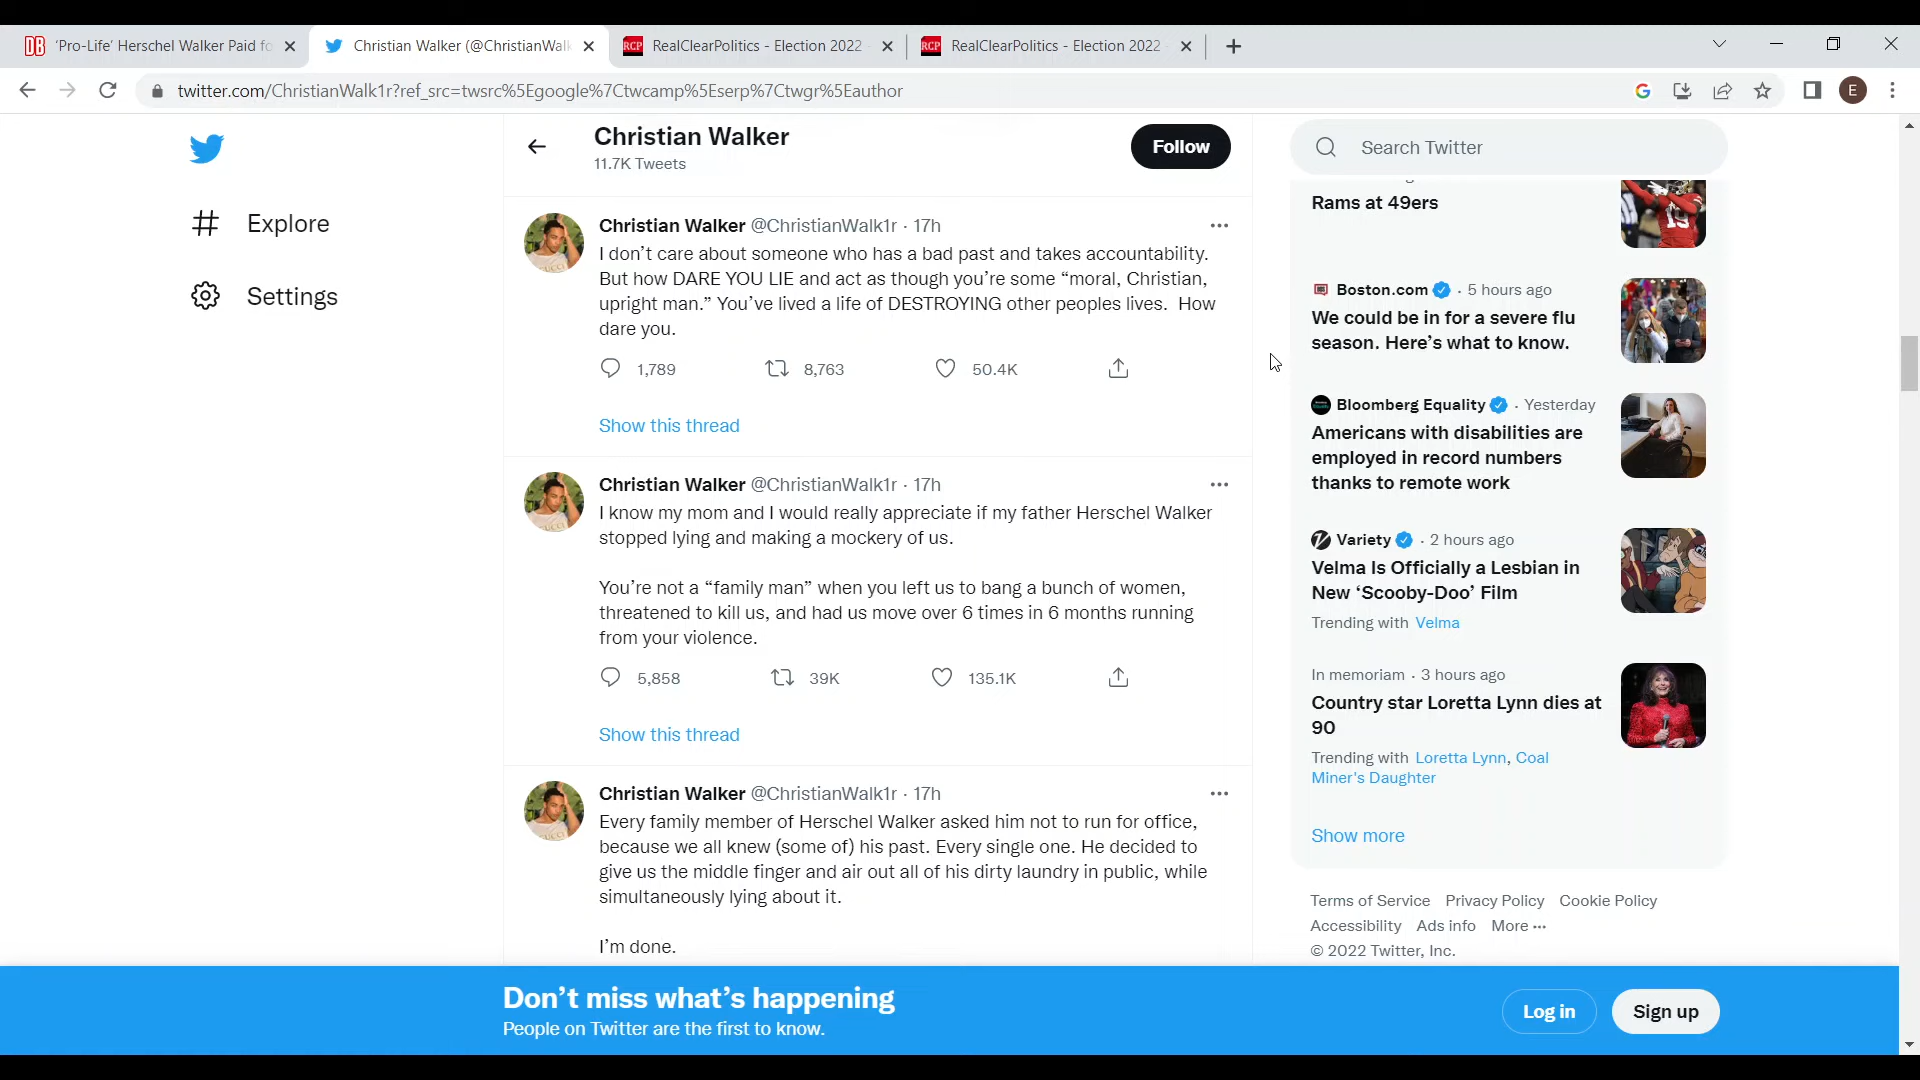 'Pro-Life' Herschel Walker Paid fo
Christian Walker (@ChristianWalk
RCP RealClearPolitics - Election 2022 -
RCP RealClearPolitics - Election 2022 -
twitter.com/ChristianWalk1r?ref_src=twsrc%5Egoogle%7Ctwcamp%5Eserp%7Ctwgr%5Eauthor
E
Explore
Settings
Christian Walker
11.7K Tweets
Follow
Christian Walker @ChristianWalk1r · 17h
I don’t care about someone who has a bad past and takes accountability.
But how DARE YOU LIE and act as though you’re some “moral, Christian,
upright man.” You’ve lived a life of DESTROYING other peoples lives.  How
dare you.
1,789 8,763 50.4K
Show this thread
Christian Walker @ChristianWalk1r · 17h
I know my mom and I would really appreciate if my father Herschel Walker
stopped lying and making a mockery of us.
You’re not a “family man” when you left us to bang a bunch of women,
threatened to kill us, and had us move over 6 times in 6 months running
from your violence.
5,858 39K 135.1K
Show this thread
Christian Walker @ChristianWalk1r · 17h
Every family member of Herschel Walker asked him not to run for office,
because we all knew (some of) his past. Every single one. He decided to
give us the middle finger and air out all of his dirty laundry in public, while
simultaneously lying about it.
I’m done.
Search Twitter
Rams at 49ers
Boston.com · 5 hours ago
We could be in for a severe flu
season. Here’s what to know.
Bloomberg Equality · Yesterday
Americans with disabilities are
employed in record numbers
thanks to remote work
Variety · 2 hours ago
Velma Is Officially a Lesbian in
New ‘Scooby-Doo’ Film
Trending with Velma
In memoriam · 3 hours ago
Country star Loretta Lynn dies at
90
Trending with Loretta Lynn, Coal
Miner's Daughter
Show more
Terms of Service Privacy Policy Cookie Policy
Accessibility Ads info More ···
© 2022 Twitter, Inc.
Don’t miss what’s happening
People on Twitter are the first to know.
Log in
Sign up